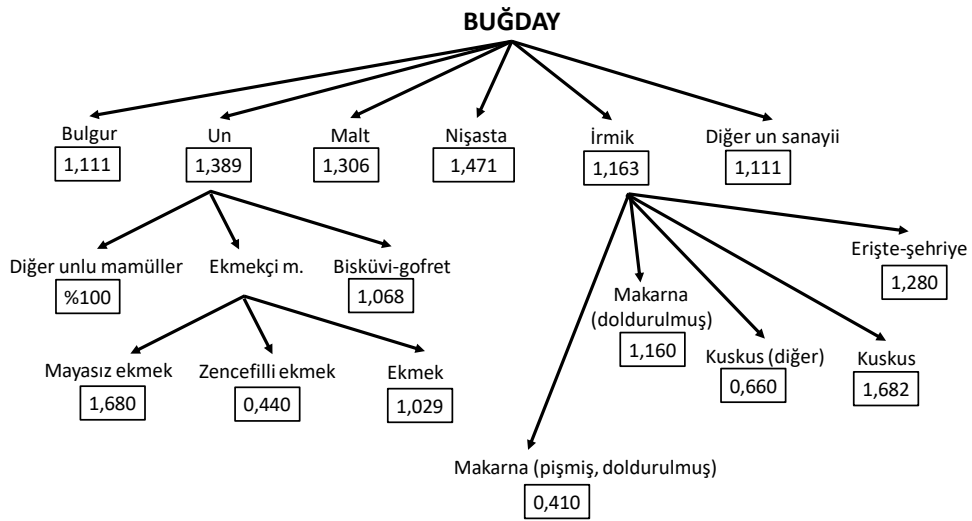 BUĞDAY
Bulgur
1,111
Un
1,389
Malt
1,306
Nişasta
1,471
İrmik
1,163
Diğer un sanayii
1,111
Diğer unlu mamüller
%100
Ekmekçi m.
Bisküvi-gofret
1,068
Mayasız ekmek
1,680
Zencefilli ekmek
0,440
Ekmek
1,029
Makarna (pişmiş, doldurulmuş)
0,410
Makarna
(doldurulmuş)
1,160
Kuskus (diğer)
0,660
Kuskus
1,682
Erişte-şehriye
1,280